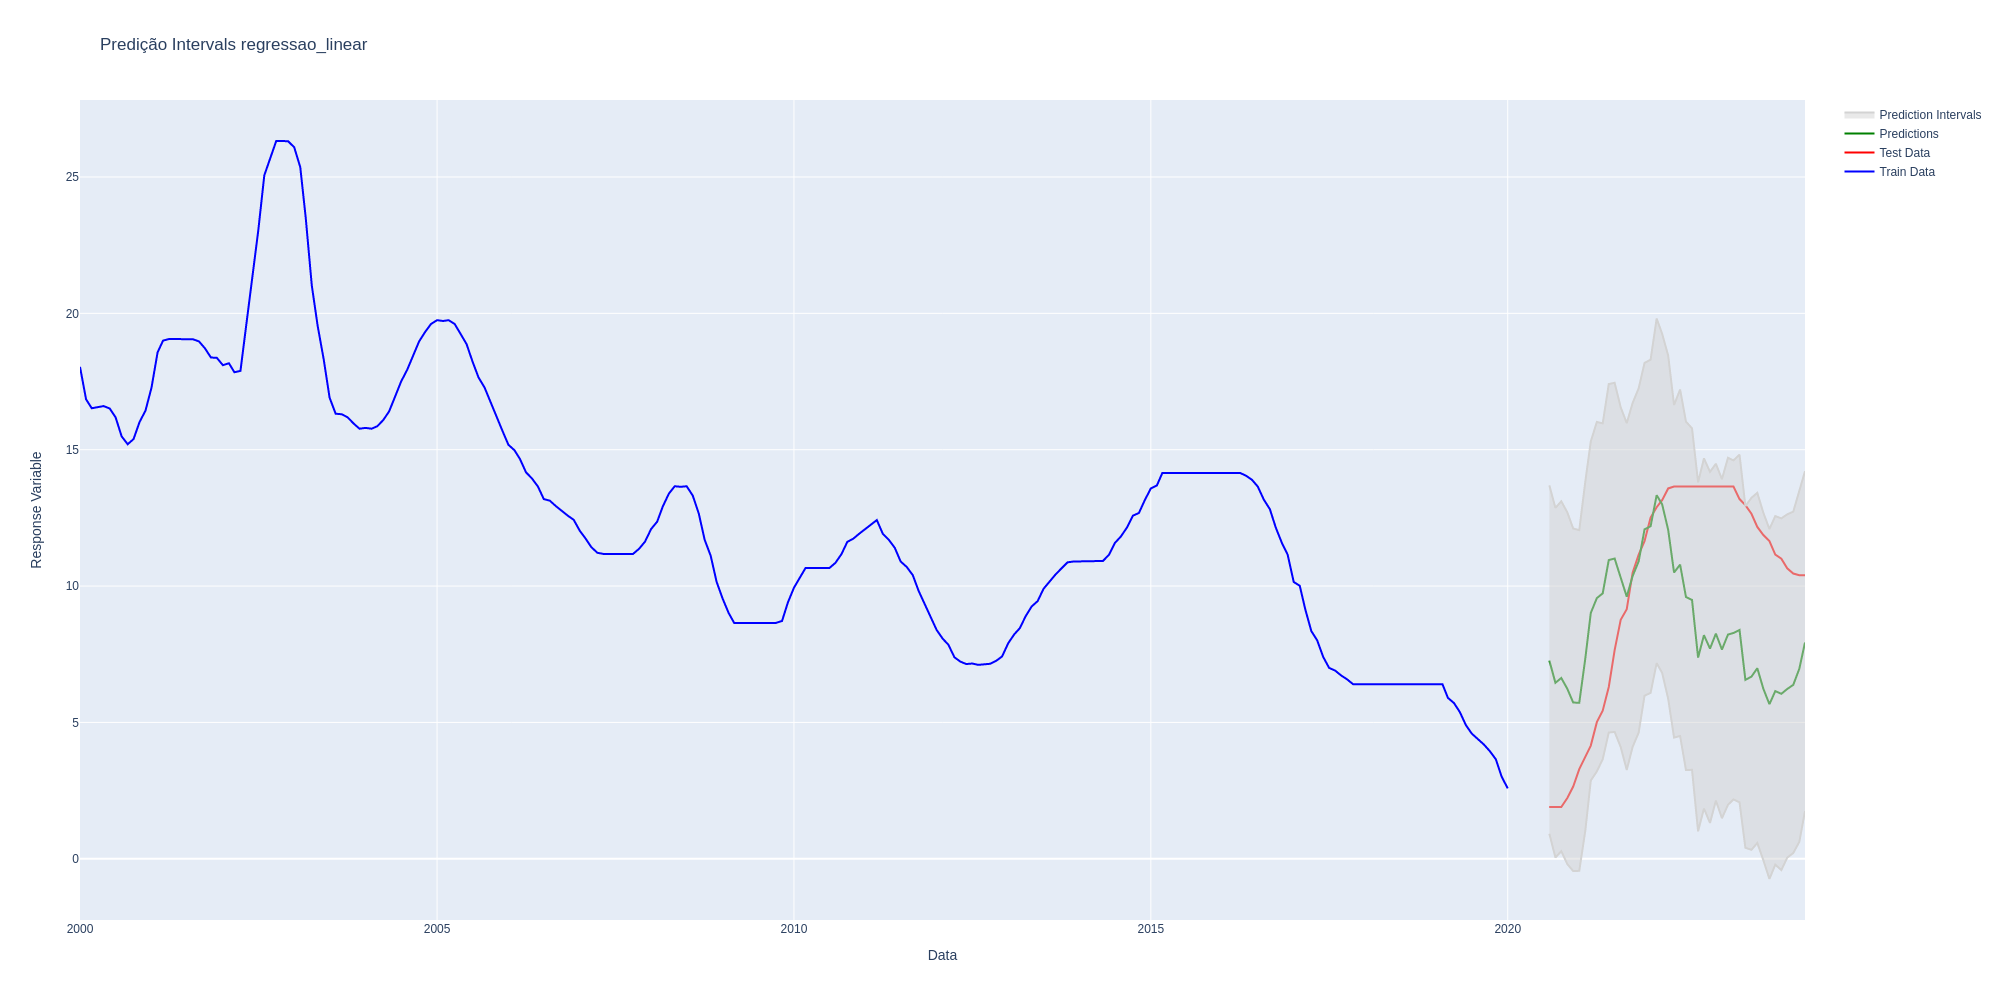 Predição Intervals regressao_linear
Prediction Intervals
Predictions
Test Data
Train Data
Response Variable
25
20
15
10
5
0
2000
2005
2010
2015
2020
Data